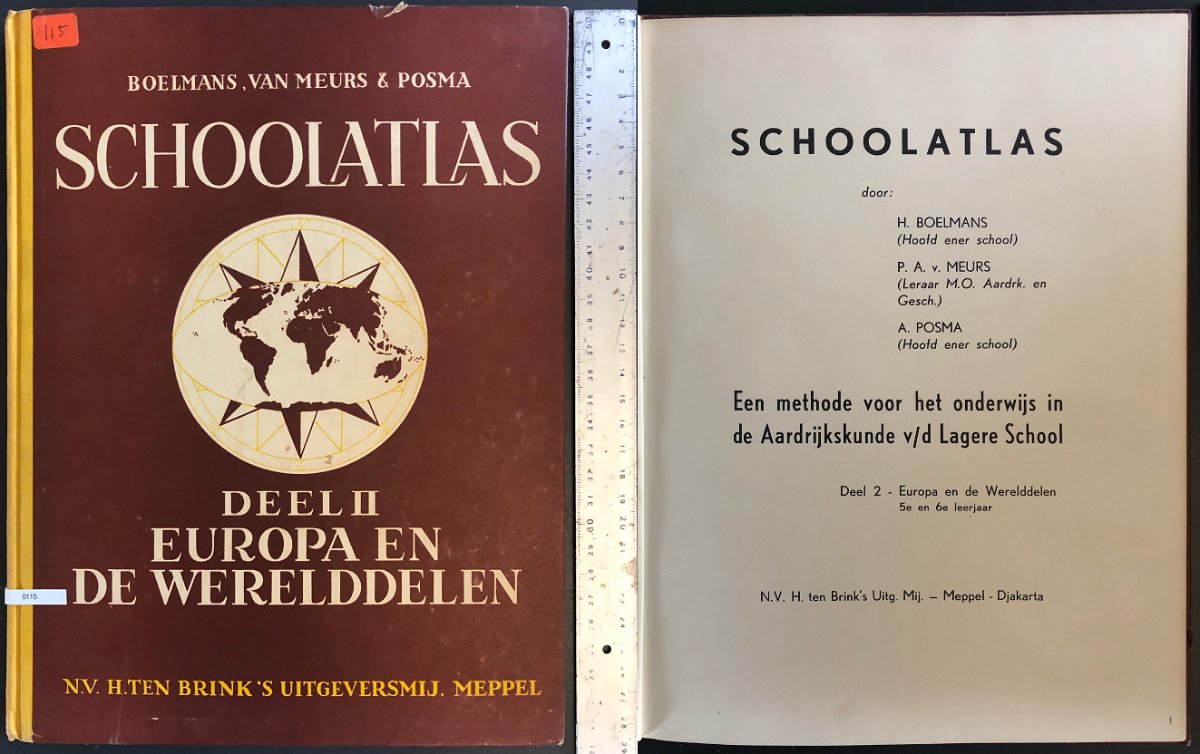 115
BOELMANS, VAN MEURS & POSMA
SCHOOLATLAS
DEEL II
EUROPA EN
DE WERELDDELEN
0115
N.V. H. TEN BRINK'S UITGEVERSMIJ. MEPPEL
SCHOOLATLAS
door:
H. BOELMANS
(Hoofd ener school)
P. A. v. MEURS
(Leraar M.O. Aardrk. en
Gesch.)
A. POSMA
(Hoofd ener school)
Een methode voor het onderwijs in
de Aardrijkskunde v/d Lagere School
Deel 2 - Europa en de Werelddelen
5e en 6e leerjaar
N.V. H. ten Brink's Uitg. Mij. – Meppel - Djakarta
1